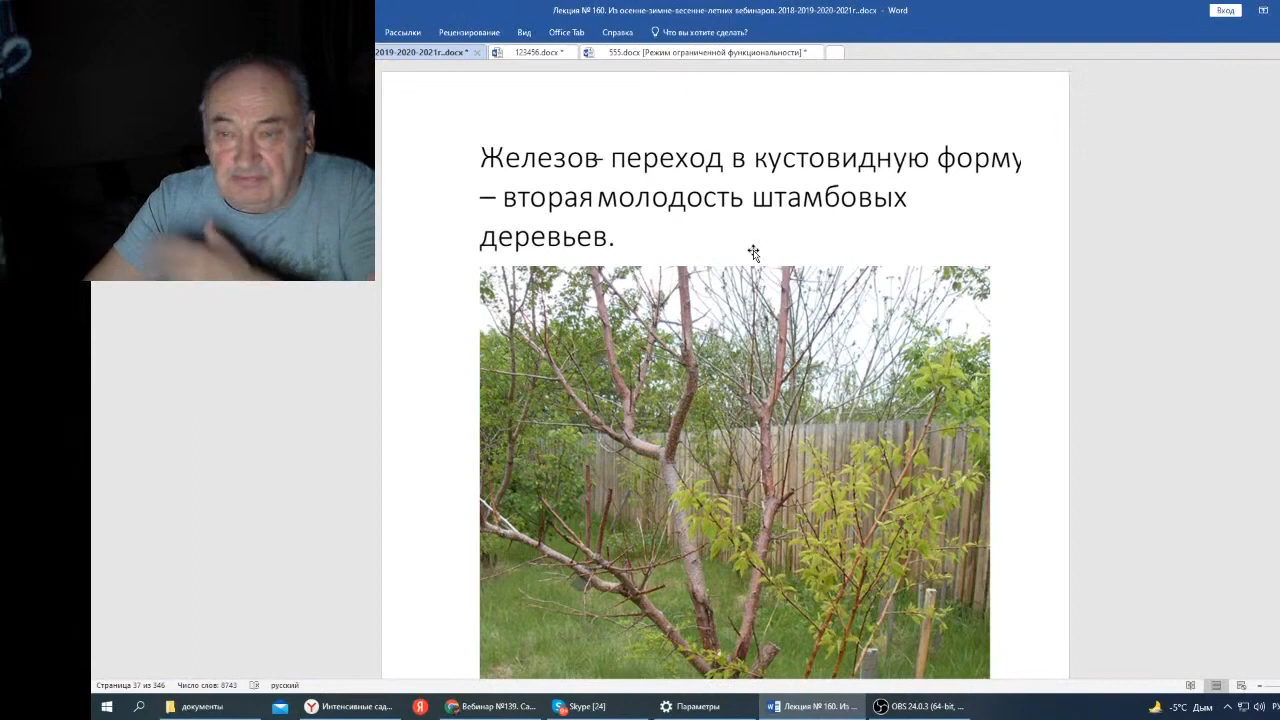 Лекция № 160. Из осенне-зимне-весенне-летних вебинаров. 2018-2019-2020-2021г..docx - Word
Вход
Рассылки Рецензирование Вид Office Tab Справка Что вы хотите сделать?
2019-2020-2021г..docx * 123456.docx * 555.docx [Режим ограниченной функциональности] *
Железов- переход в кустовидную форму
– вторая молодость штамбовых
деревьев.
Страница 37 из 346 Число слов: 8743 русский
документы Интенсивные сад... Я Вебинар №139. Са... Skype [24] Параметры Лекция № 160. Из ... OBS 24.0.3 (64-bit, ... -5°C Дым